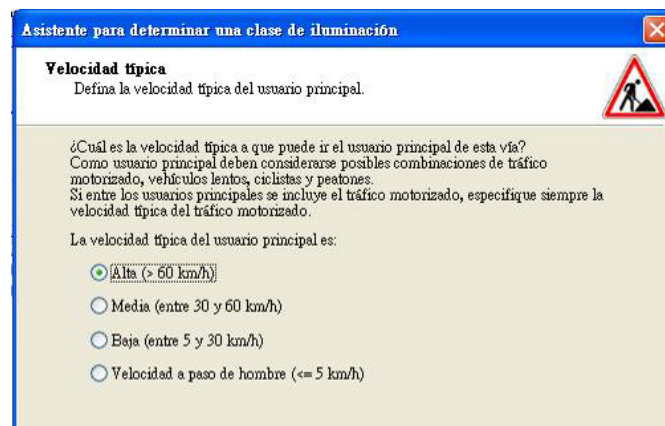 Asistente para determinar una clase de iluminación
Velocidad típica
Defina la velocidad típica del usuario principal.
¿Cuál es la velocidad típica a que puede ir el usuario principal de esta vía?
Como usuario principal deben considerarse posibles combinaciones de tráfico
motorizado, vehículos lentos, ciclistas y peatones.
Si entre los usuarios principales se incluye el tráfico motorizado, especifique siempre la
velocidad típica del tráfico motorizado.
La velocidad típica del usuario principal es:
Alta (> 60 km/h)
Media (entre 30 y 60 km/h)
Baja (entre 5 y 30 km/h)
Velocidad a paso de hombre (<= 5 km/h)